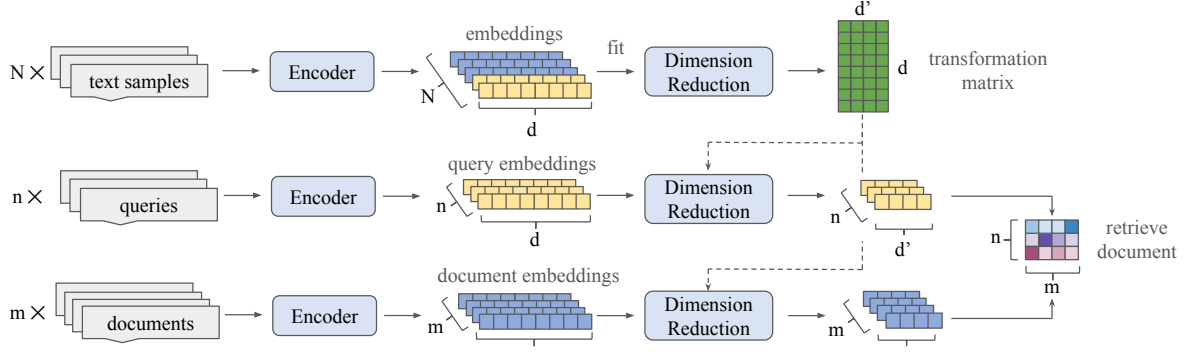 d'
embeddings
fit
N ×
text samples
Encoder
Dimension
Reduction
d
transformation
matrix
N
d
query embeddings
n ×
queries
Encoder
n
Dimension
Reduction
n
d
d'
n
retrieve
document
m
document embeddings
m ×
documents
Encoder
m
Dimension
Reduction
m